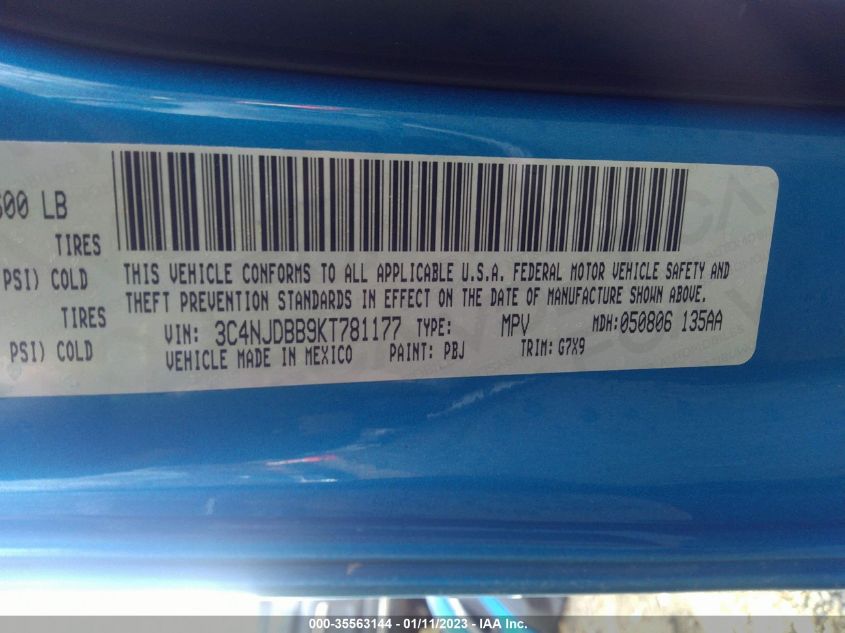 600 LB
TIRES
PSI) COLD
TIRES
PSI) COLD
THIS VEHICLE CONFORMS TO ALL APPLICABLE U.S.A. FEDERAL MOTOR VEHICLE SAFETY AND
THEFT PREVENTION STANDARDS IN EFFECT ON THE DATE OF MANUFACTURE SHOWN ABOVE.
VIN: 3C4NJDBB9KT781177 TYPE: MPV MDH:050806 135AA
VEHICLE MADE IN MEXICO PAINT: PBJ TRIM: G7X9
000-35563144 - 01/11/2023 - IAA Inc.